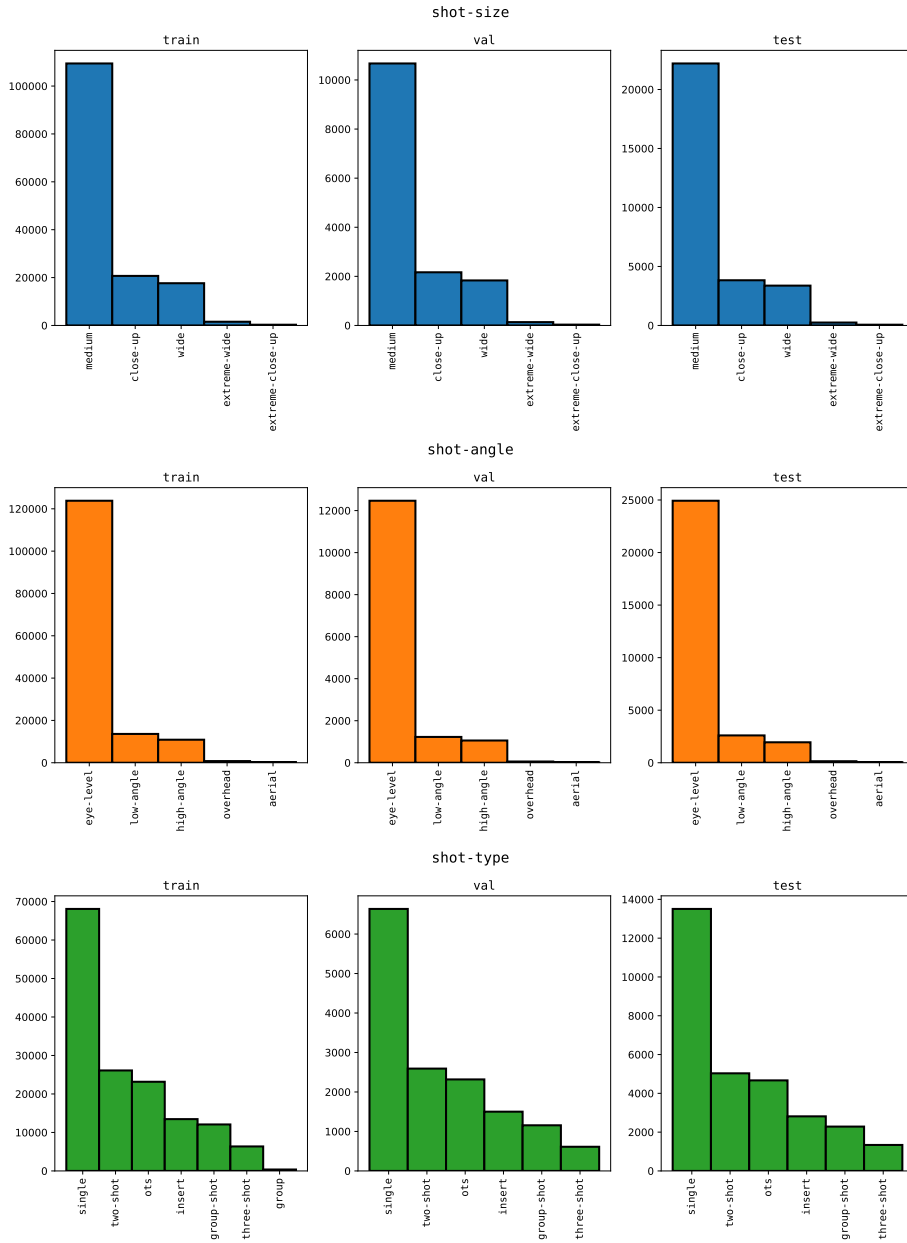 shot-size
train
val
test
100000
80000
60000
40000
20000
0
medium
close-up
wide
extreme-wide
extreme-close-up
10000
8000
6000
4000
2000
0
medium
close-up
wide
extreme-wide
extreme-close-up
20000
15000
10000
5000
0
medium
close-up
wide
extreme-wide
extreme-close-up
shot-angle
train
val
test
120000
100000
80000
60000
40000
20000
0
eye-level
low-angle
high-angle
overhead
aerial
12000
10000
8000
6000
4000
2000
0
eye-level
low-angle
high-angle
overhead
aerial
25000
20000
15000
10000
5000
0
eye-level
low-angle
high-angle
overhead
aerial
shot-type
train
val
test
70000
60000
50000
40000
30000
20000
10000
0
single
two-shot
ots
insert
group-shot
three-shot
group
6000
5000
4000
3000
2000
1000
0
single
two-shot
ots
insert
group-shot
three-shot
14000
12000
10000
8000
6000
4000
2000
0
single
two-shot
ots
insert
group-shot
three-shot